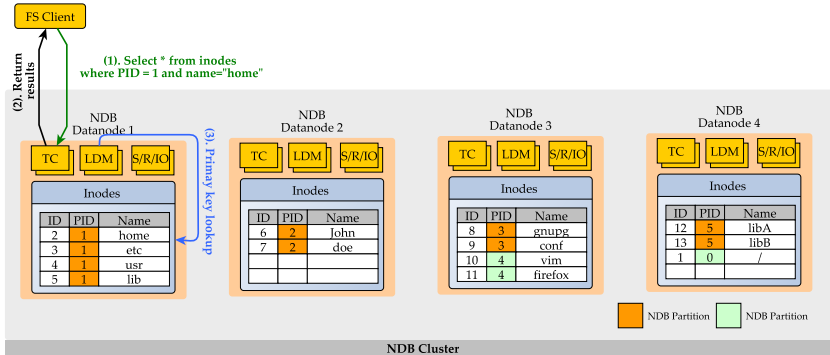 FS Client
(1). Select * from inodes
where PID = 1 and name="home"
(2). Return
results
NDB
Datanode 1
TC
LDM
S/R/IO
Inodes
ID PID Name
2 1 home
3 1 etc
4 1 usr
5 1 lib
(3). Primay key lookup
NDB
Datanode 2
TC
LDM
S/R/IO
Inodes
ID PID Name
6 2 John
7 2 doe
NDB
Datanode 3
TC
LDM
S/R/IO
Inodes
ID PID Name
8 3 gnupg
9 3 conf
10 4 vim
11 4 firefox
NDB
Datanode 4
TC
LDM
S/R/IO
Inodes
ID PID Name
12 5 libA
13 5 libB
1 0 /
NDB Partition
NDB Partition
NDB Cluster